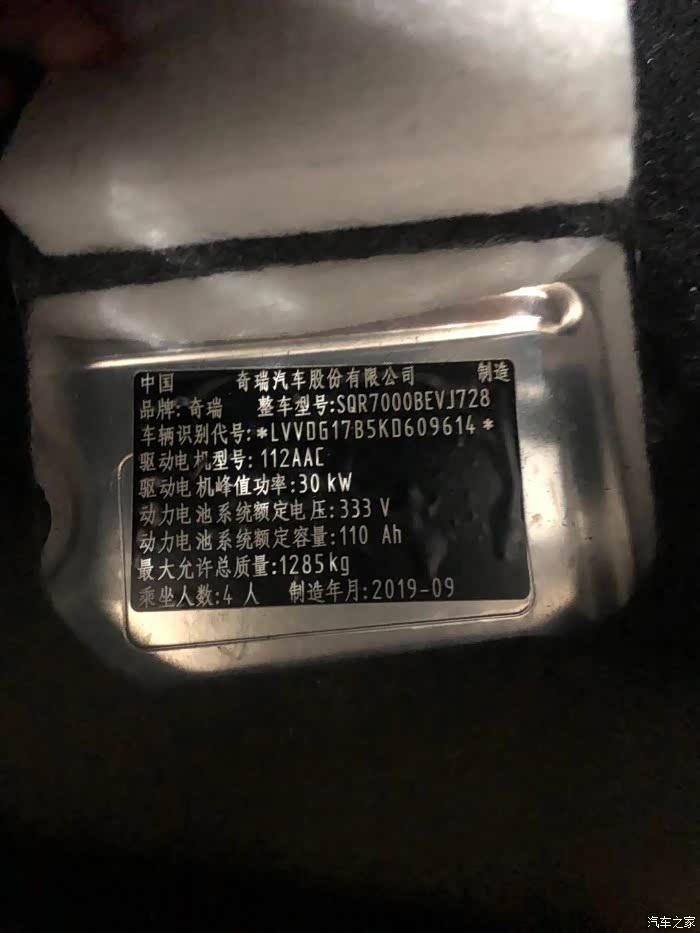 中国 奇瑞汽车股份有限公司 制造
品牌:奇瑞 整车型号:SQR7000BEVJ728
车辆识别代号:*LVVDG17B5KD609614*
驱动电机型号:112AAC
驱动电机峰值功率:30 kW
动力电池系统额定电压:333 V
动力电池系统额定容量:110 Ah
最大允许总质量:1285kg
乘坐人数:4 人 制造年月:2019-09
汽车之家